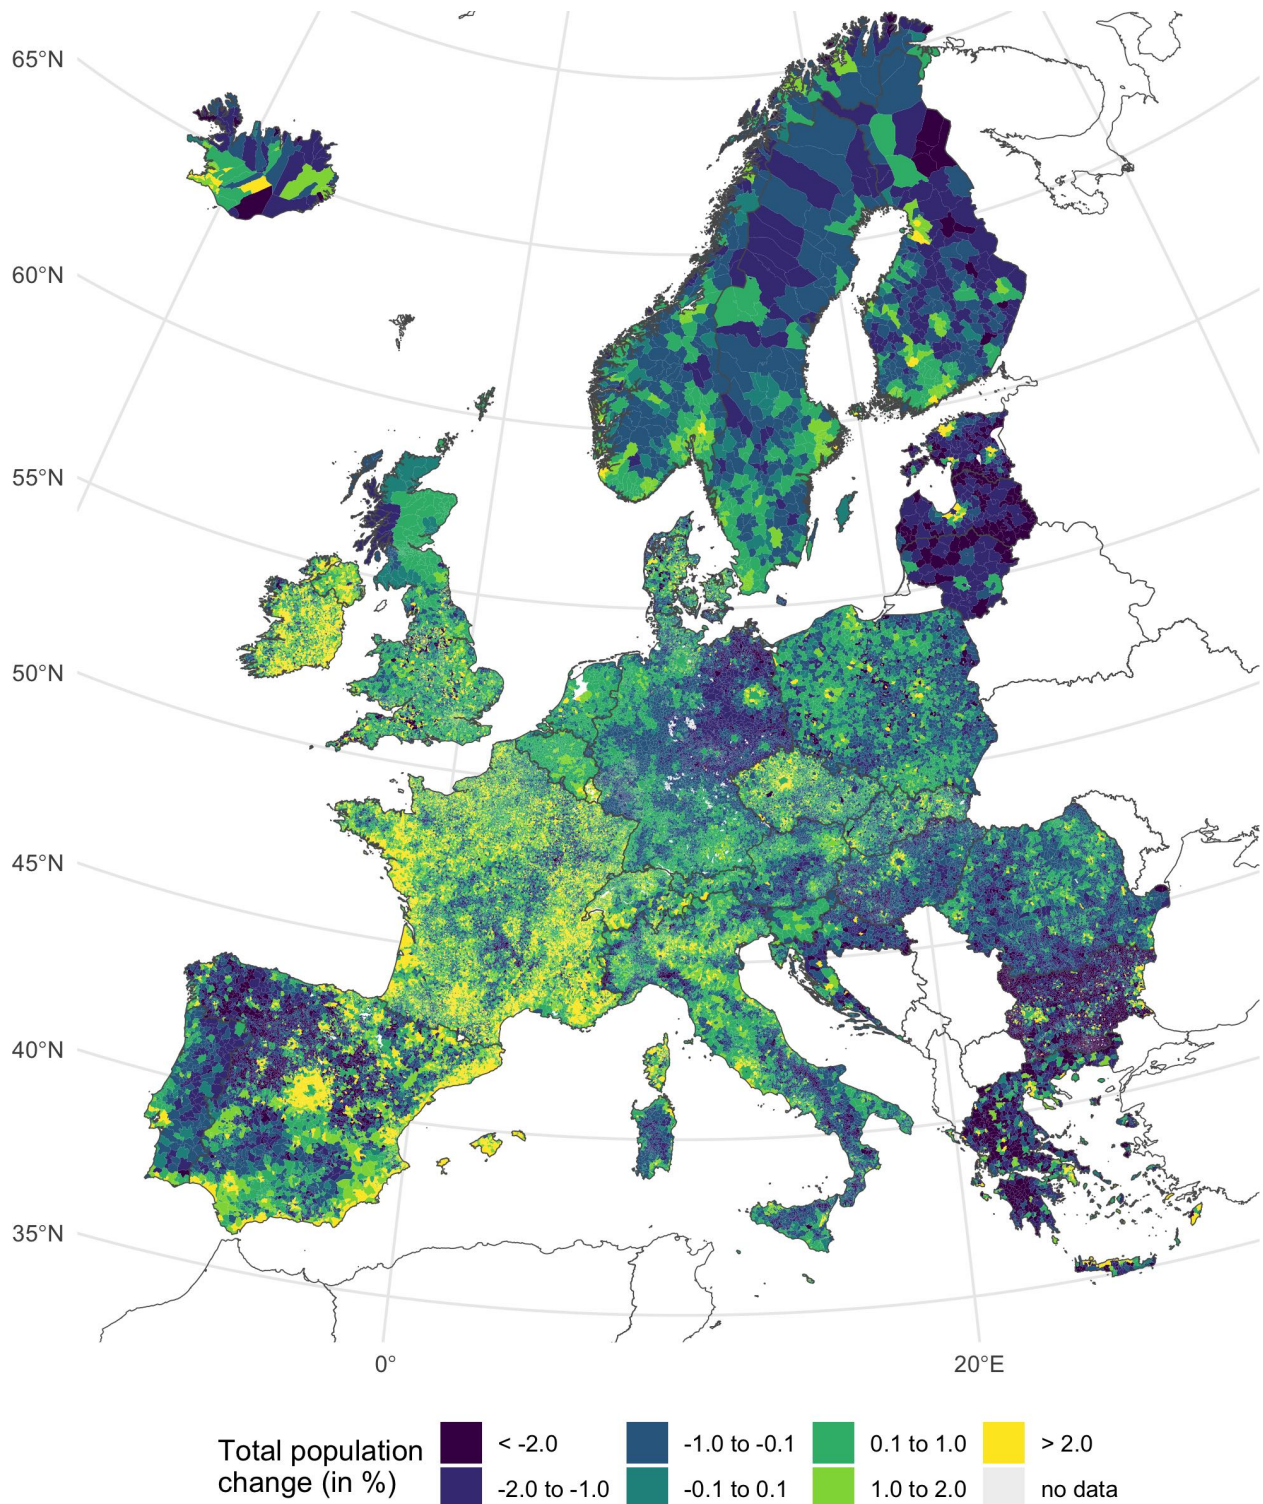 65°N
60°N
55°N
50°N
45°N
40°N
35°N
0° 20°E
Total population
change (in %)
< -2.0 -1.0 to -0.1 0.1 to 1.0 > 2.0
-2.0 to -1.0 -0.1 to 0.1 1.0 to 2.0 no data